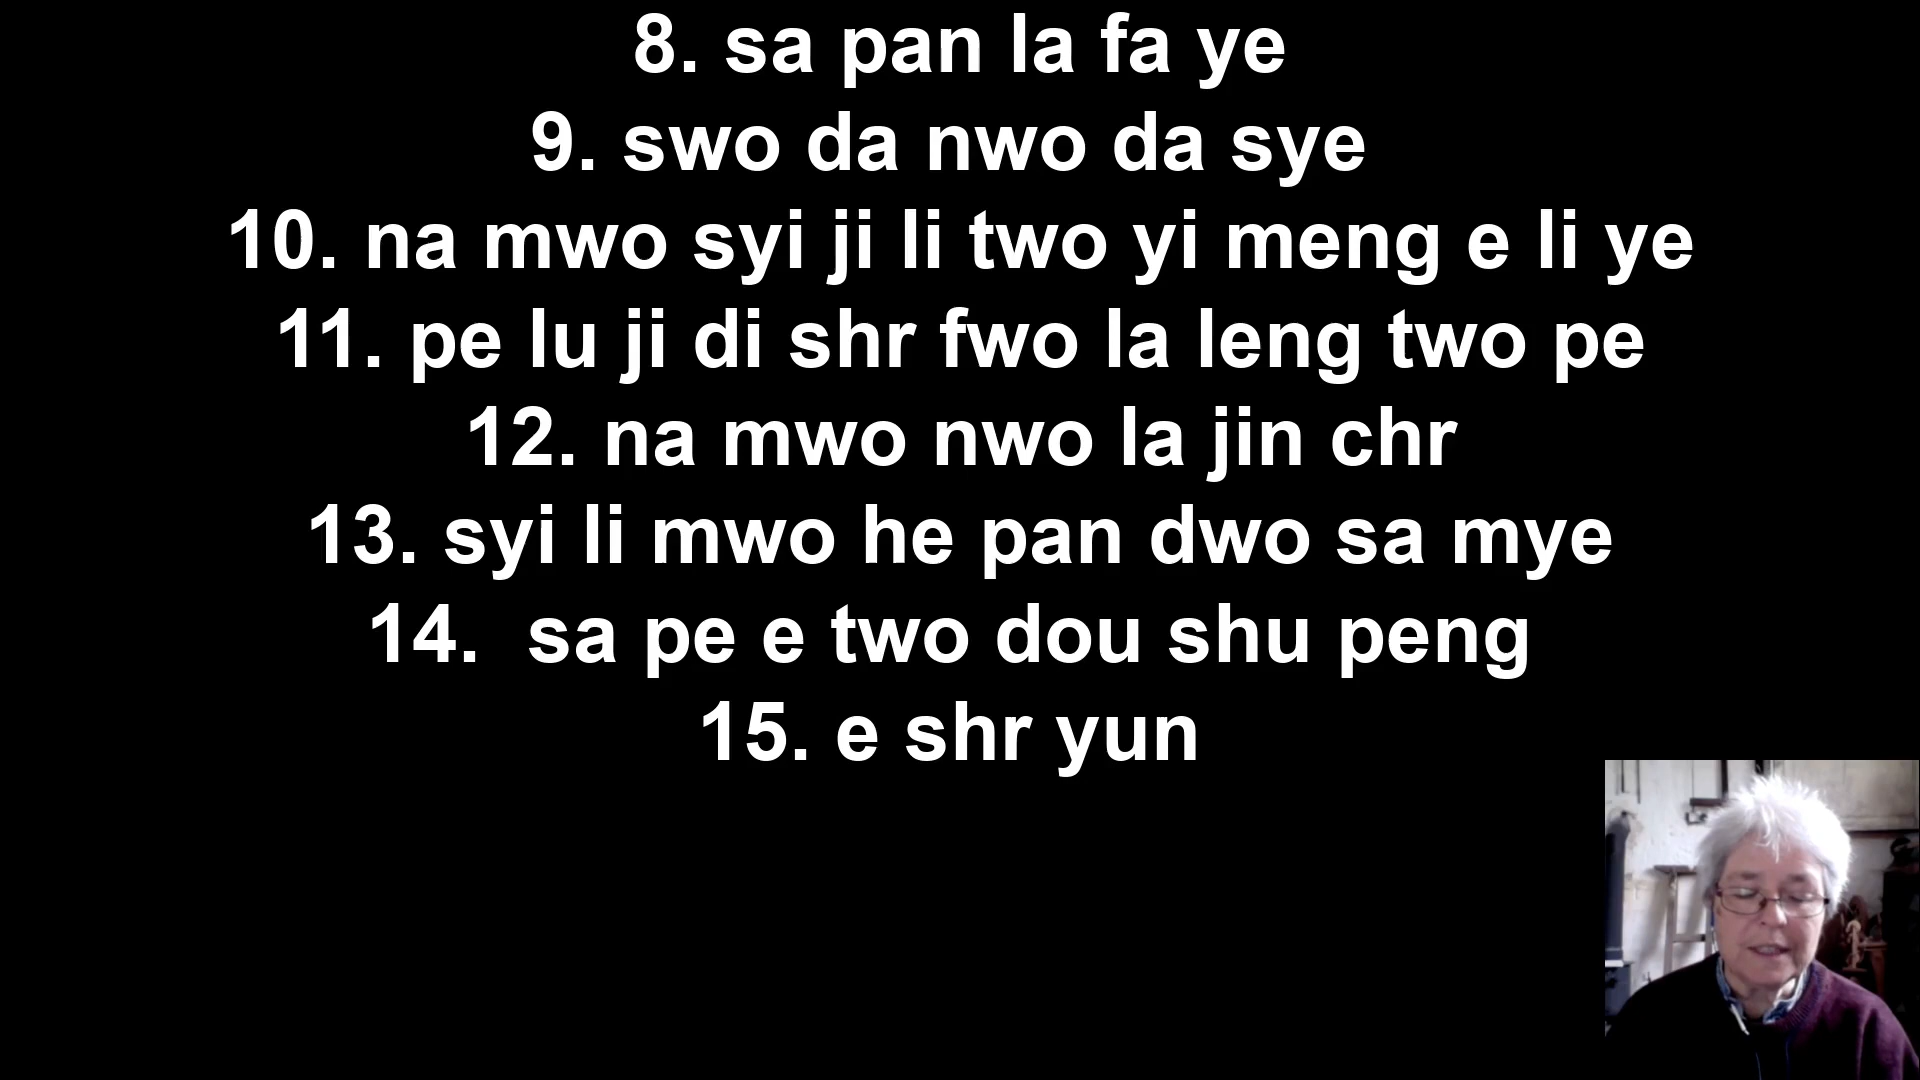 8. sa pan la fa ye
9. swo da nwo da sye
10. na mwo syi ji li two yi meng e li ye
11. pe lu ji di shr fwo la leng two pe
12. na mwo nwo la jin chr
13. syi li mwo he pan dwo sa mye
14.  sa pe e two dou shu peng
15. e shr yun